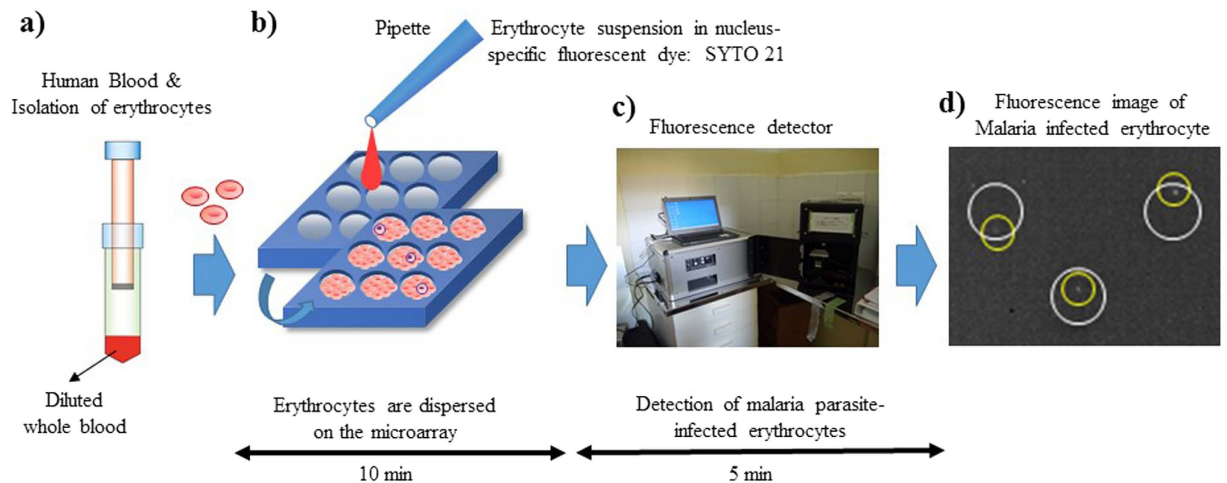 a)
Human Blood &
Isolation of erythrocytes
Diluted
whole blood
b)
Pipette
Erythrocyte suspension in nucleus-
specific fluorescent dye: SYTO 21
Erythrocytes are dispersed
on the microarray
10 min
c)
Fluorescence detector
Detection of malaria parasite-
infected erythrocytes
5 min
d)
Fluorescence image of
Malaria infected erythrocyte